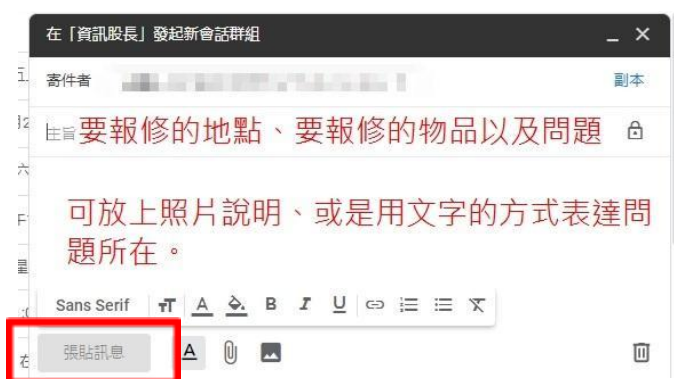 在「資訊股長」發起新會話群組
寄件者 副本
主旨 要報修的地點、要報修的物品以及問題
可放上照片說明、或是用文字的方式表達問
題所在。
Sans Serif A B I U
張貼訊息 A